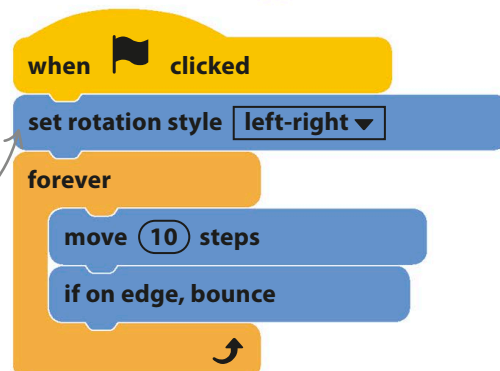 when clicked
set rotation style left-right
forever
move 10 steps
if on edge, bounce